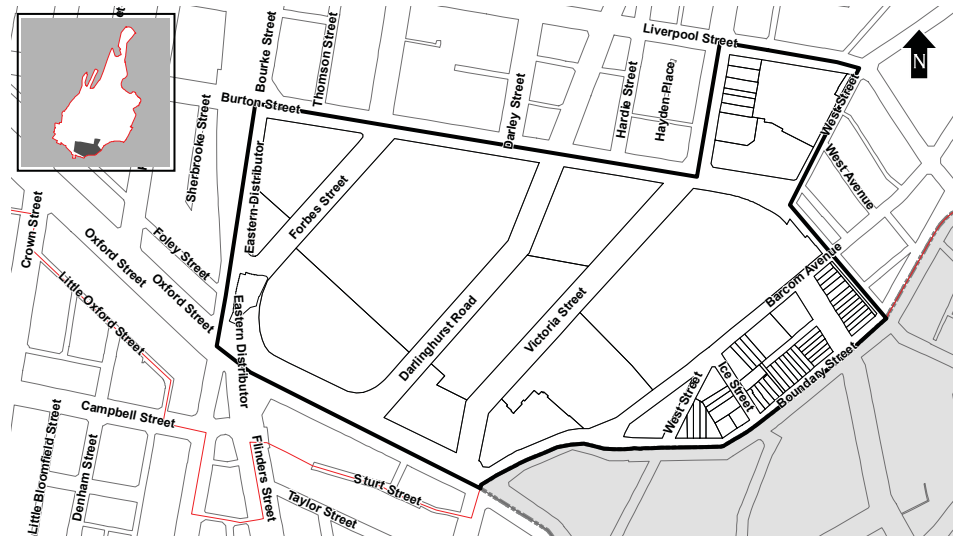 Liverpool Street
N
Bourke Street
Thomson Street
Burton Street
Darley Street
Hardie Street
Hayden Place
West Street
West Avenue
Sherbrooke Street
Eastern Distributor
Forbes Street
Crown Street
Oxford Street
Foley Street
Oxford Street
Little Oxford Street
Eastern Distributor
Darlinghurst Road
Victoria Street
Barcom Avenue
Boundary Street
Ice Street
West Street
Campbell Street
Flinders Street
Little Bloomfield Street
Denham Street
Sturt Street
Taylor Street